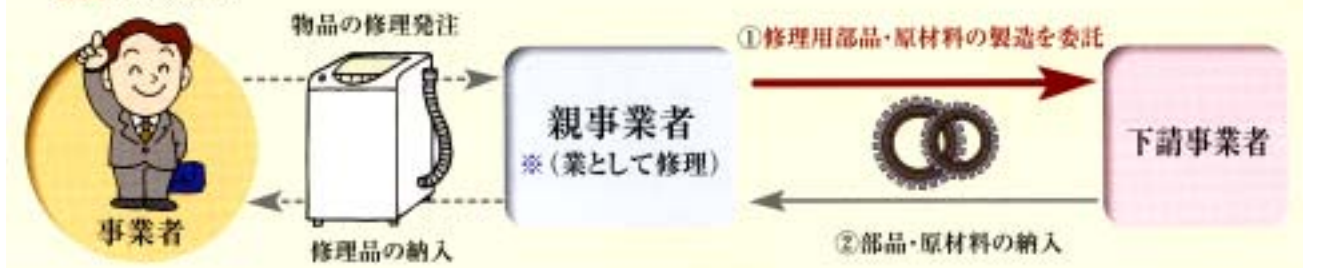 物品の修理発注
①修理用部品・原材料の製造を委託
親事業者
※(業として修理)
下請事業者
事業者
修理品の納入
②部品・原材料の納入